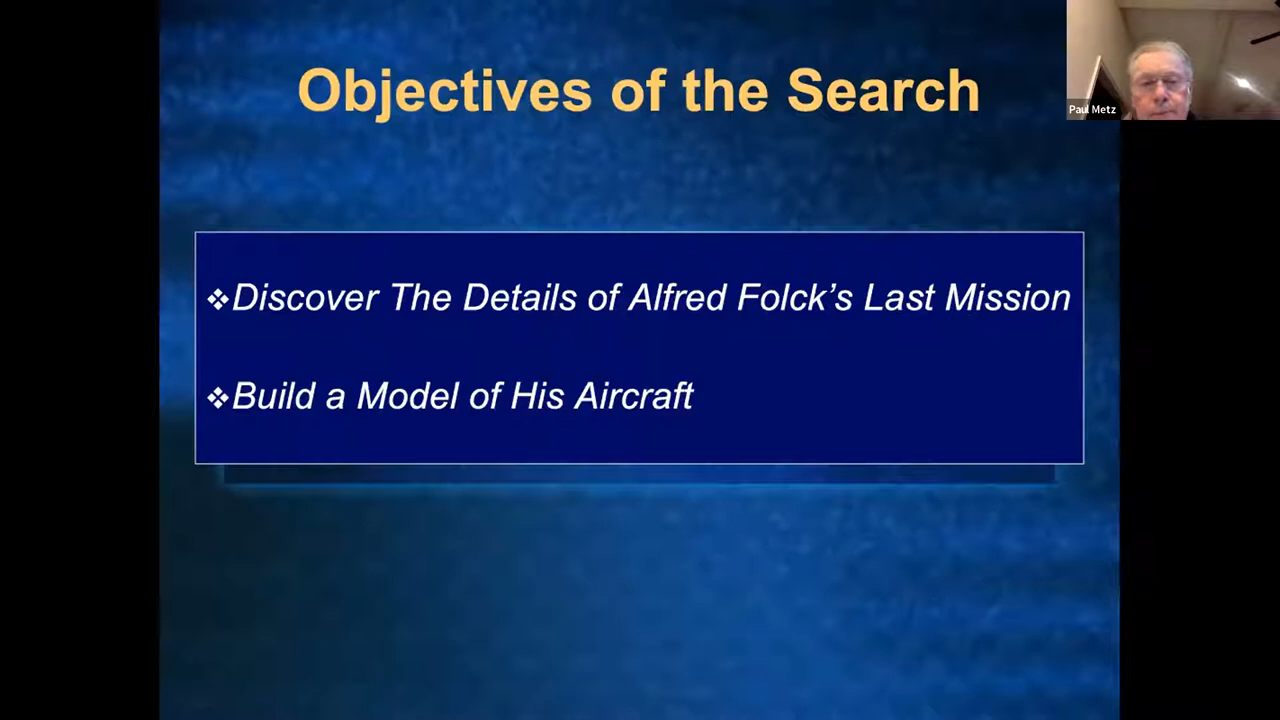 Objectives of the Search
Paul Metz
❖Discover The Details of Alfred Folck’s Last Mission
❖Build a Model of His Aircraft